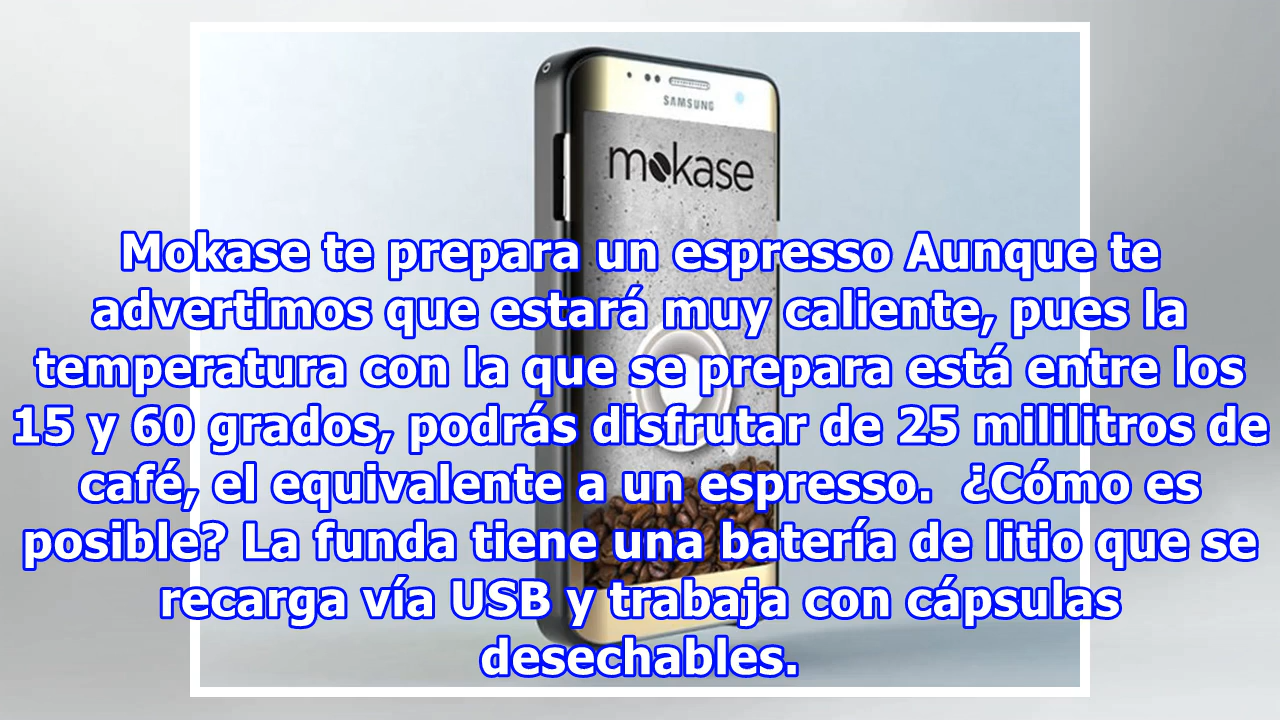 SAMSUNG
mokase
Mokase te prepara un espresso Aunque te
advertimos que estará muy caliente, pues la
temperatura con la que se prepara está entre los
15 y 60 grados, podrás disfrutar de 25 mililitros de
café, el equivalente a un espresso.  ¿Cómo es
posible? La funda tiene una batería de litio que se
recarga vía USB y trabaja con cápsulas
desechables.